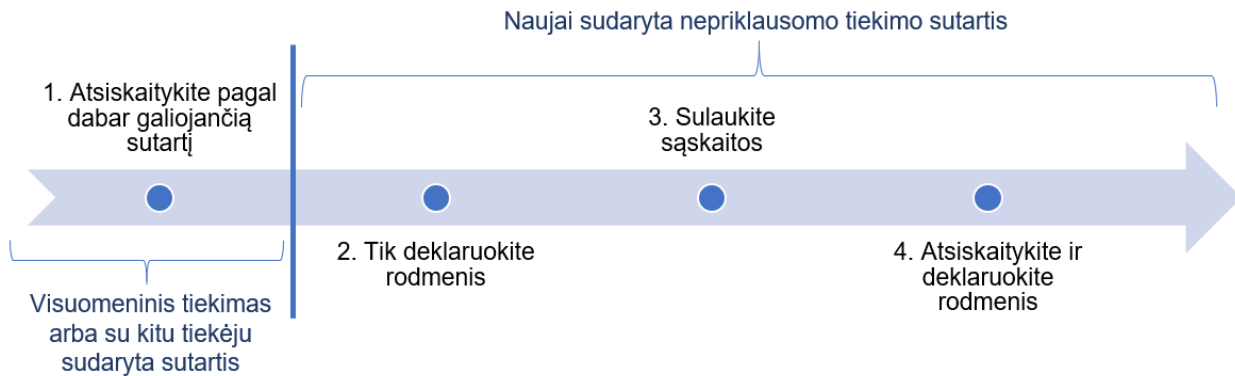 Naujai sudaryta nepriklausomo tiekimo sutartis
1. Atsiskaitykite pagal
dabar galiojančią
sutartį
3. Sulaukite
sąskaitos
2. Tik deklaruokite
rodmenis
4. Atsiskaitykite ir
deklaruokite
rodmenis
Visuomeninis tiekimas
arba su kitu tiekėju
sudaryta sutartis